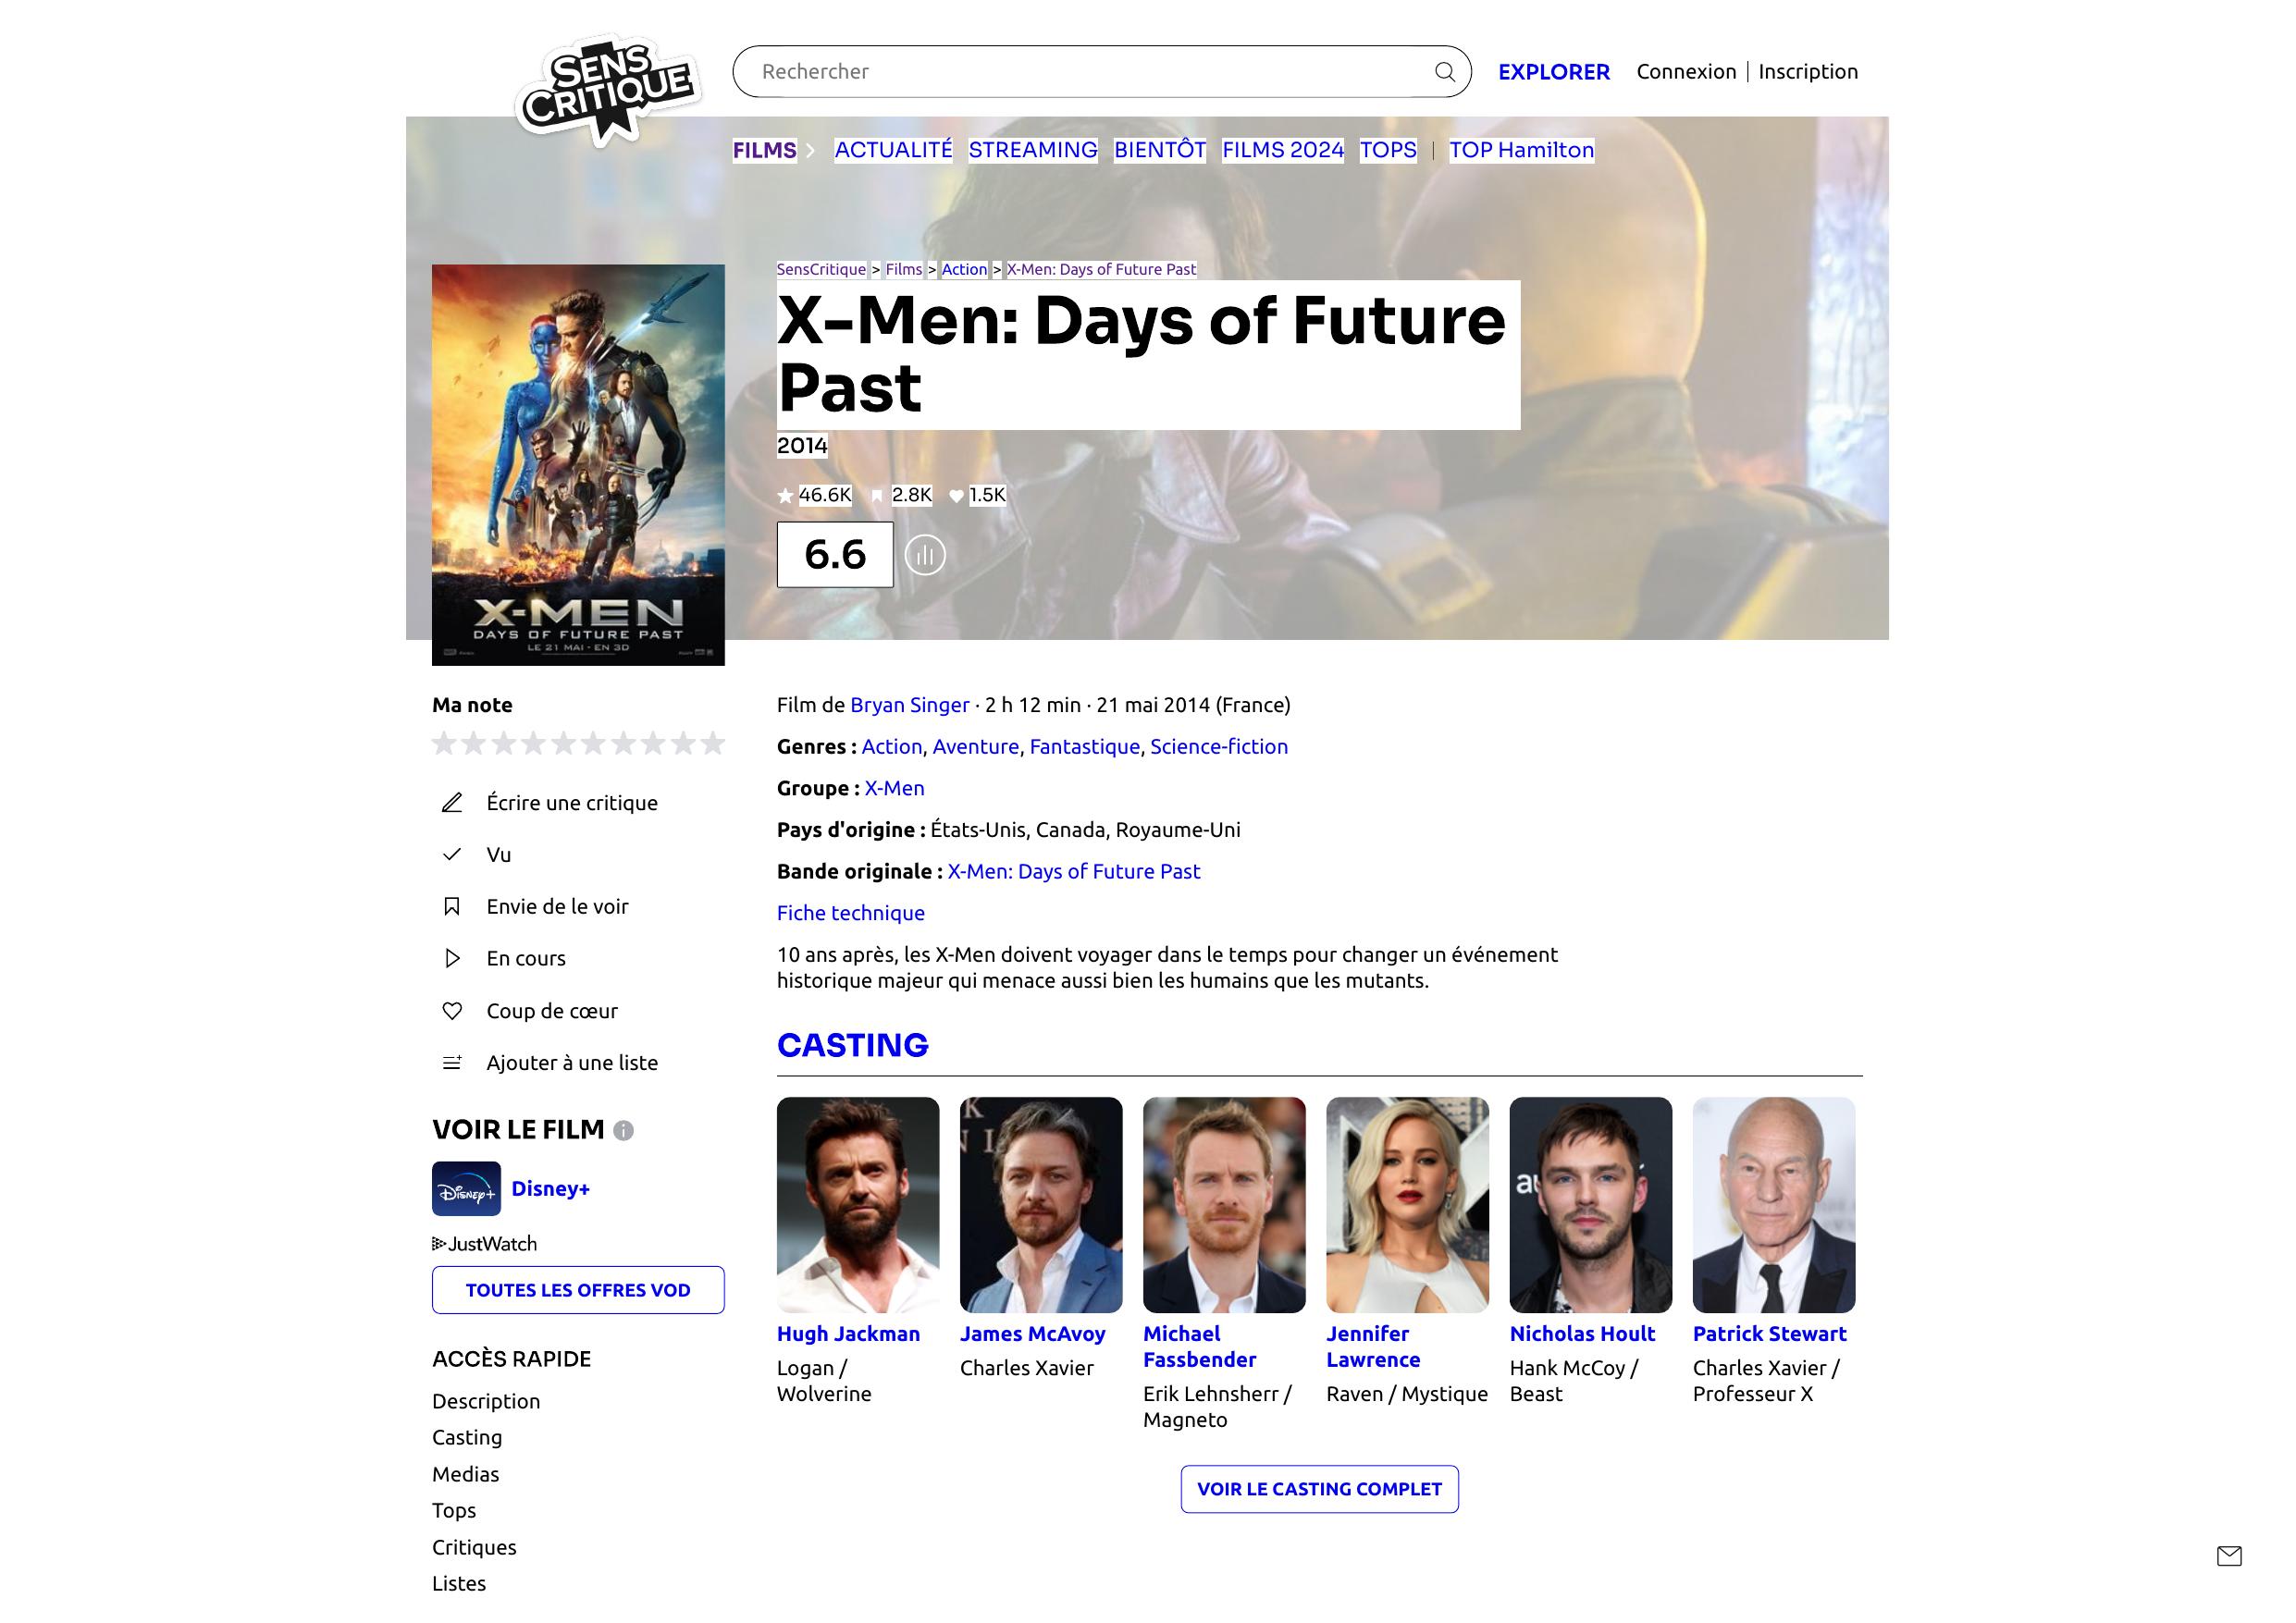 SENS
CRITIQUE
Rechercher
EXPLORER
Connexion | Inscription
FILMS
ACTUALITÉ
STREAMING
BIENTÔT
FILMS 2024
TOPS
|
TOP Hamilton
SensCritique > Films > Action > X-Men: Days of Future Past
X-Men: Days of Future
Past
2014
46.6K
2.8K
1.5K
6.6
X-MEN
DAYS OF FUTURE PAST
LE 21 MAI - EN 3D
Ma note
Écrire une critique
Vu
Envie de le voir
En cours
Coup de cœur
Ajouter à une liste
VOIR LE FILM
Disney+
Disney+
JustWatch
TOUTES LES OFFRES VOD
ACCÈS RAPIDE
Description
Casting
Medias
Tops
Critiques
Listes
Film de Bryan Singer · 2 h 12 min · 21 mai 2014 (France)
Genres : Action, Aventure, Fantastique, Science-fiction
Groupe : X-Men
Pays d'origine : États-Unis, Canada, Royaume-Uni
Bande originale : X-Men: Days of Future Past
Fiche technique
10 ans après, les X-Men doivent voyager dans le temps pour changer un événement
historique majeur qui menace aussi bien les humains que les mutants.
CASTING
Hugh Jackman
Logan /
Wolverine
James McAvoy
Charles Xavier
Michael
Fassbender
Erik Lehnsherr /
Magneto
Jennifer
Lawrence
Raven / Mystique
Nicholas Hoult
Hank McCoy /
Beast
Patrick Stewart
Charles Xavier /
Professeur X
VOIR LE CASTING COMPLET